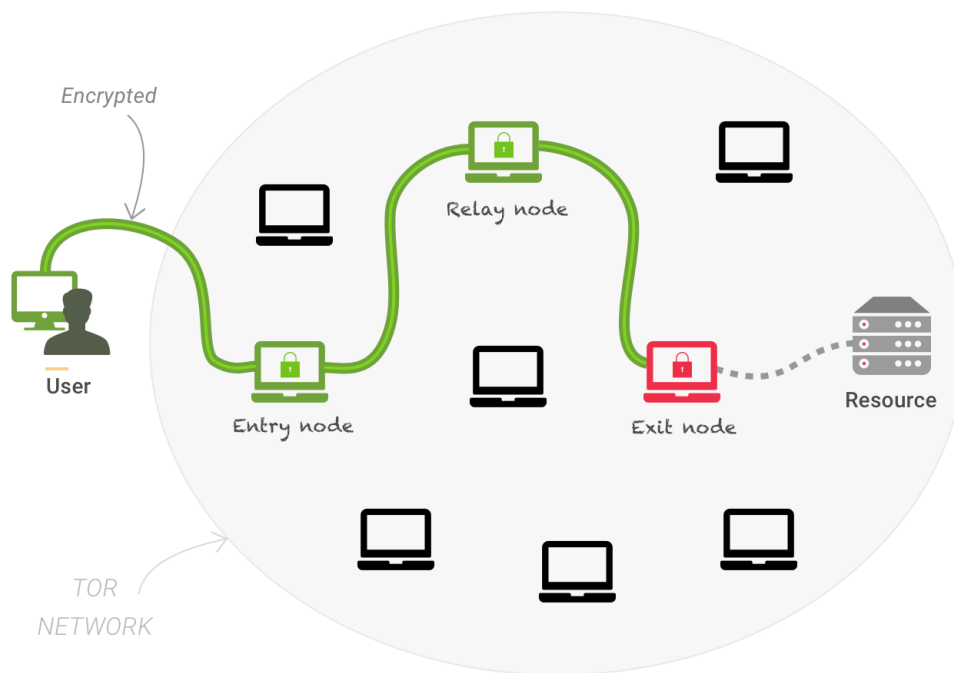 Encrypted
Relay node
User
Entry node
Exit node
Resource
TOR
NETWORK